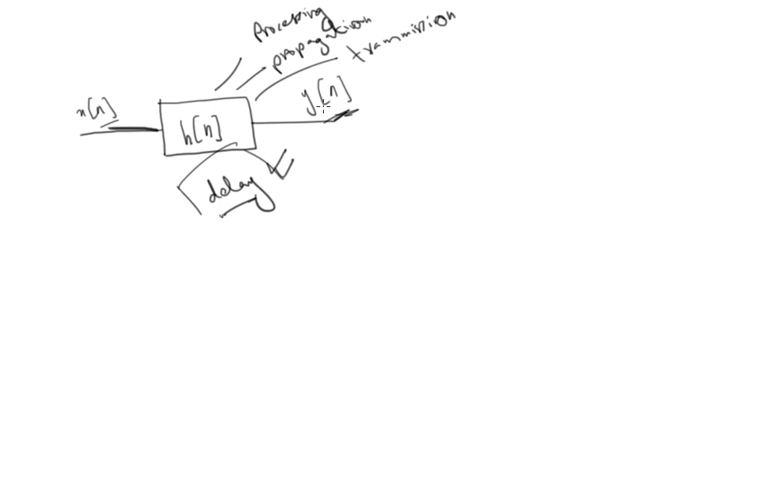 Processing
propagation
transmission
x[n]
y[n]
h[n]
delay